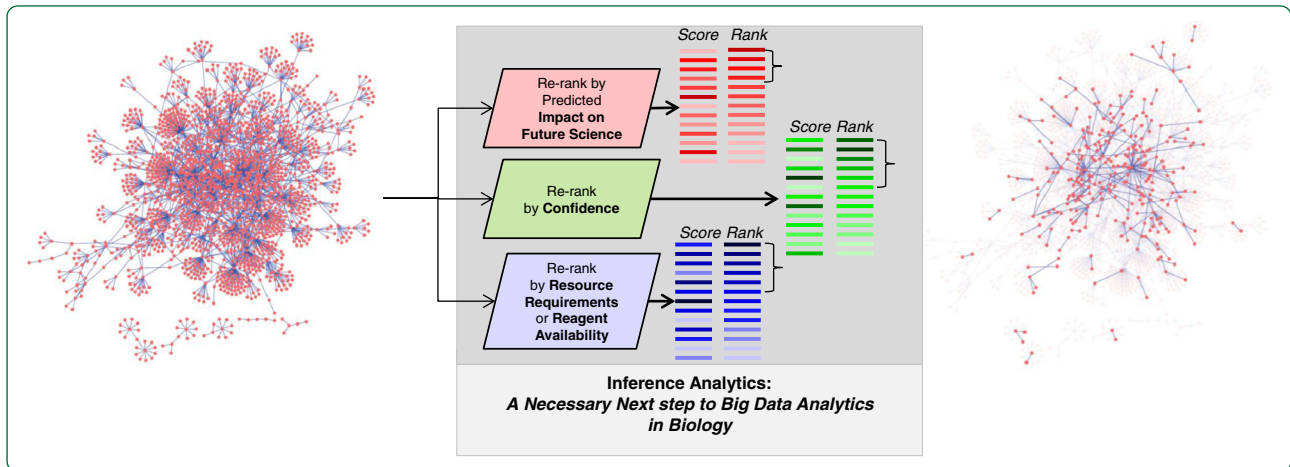 Score Rank
Re-rank by
Predicted
Impact on
Future Science
Score Rank
Re-rank
by Confidence
Score Rank
Re-rank
by Resource
Requirements
or Reagent
Availability
Inference Analytics:
A Necessary Next step to Big Data Analytics
in Biology